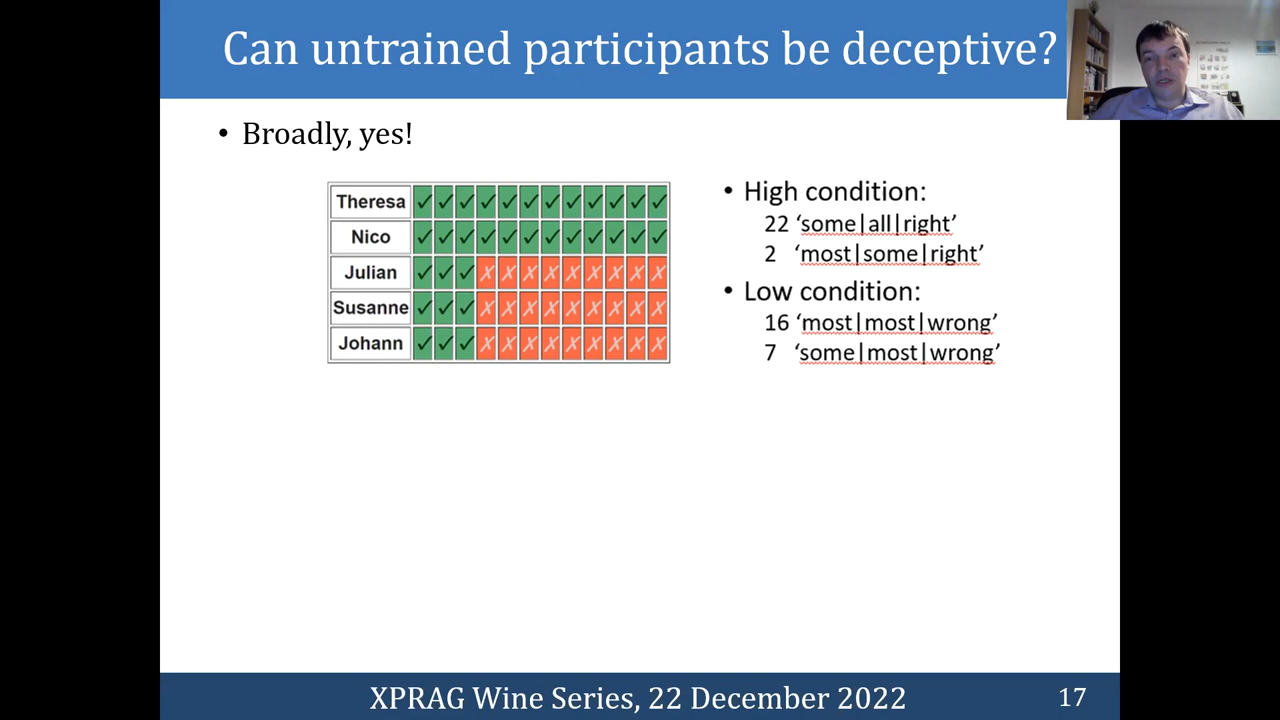 Can untrained participants be deceptive?
• Broadly, yes!
Theresa ✓ ✓ ✓ ✓ ✓ ✓ ✓ ✓ ✓ ✓ ✓ ✓
Nico ✓ ✓ ✓ ✓ ✓ ✓ ✓ ✓ ✓ ✓ ✓ ✓
Julian ✓ ✓ ✓ ✗ ✗ ✗ ✗ ✗ ✗ ✗ ✗ ✗
Susanne ✓ ✓ ✓ ✗ ✗ ✗ ✗ ✗ ✗ ✗ ✗ ✗
Johann ✓ ✓ ✓ ✗ ✗ ✗ ✗ ✗ ✗ ✗ ✗ ✗
• High condition:
22 ‘some|all|right’
2 ‘most|some|right’
• Low condition:
16 ‘most|most|wrong’
7 ‘some|most|wrong’
XPRAG Wine Series, 22 December 2022
17